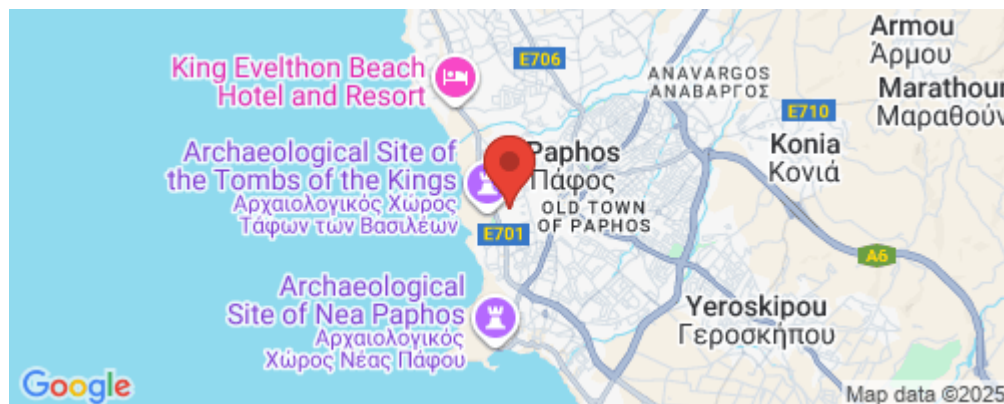 Armou
Άρμου
E706
King Evelthon Beach
Hotel and Resort
ANAVARGOS
ΑΝΑΒΑΡΓΟΣ
Marathour
Μαραθούν
E710
Archaeological Site of
the Tombs of the Kings
Αρχαιολογικός Χώρος
Τάφων των Βασιλέων
Paphos
Πάφος
Konia
Κονιά
OLD TOWN
OF PAPHOS
E701
A6
Archaeological
Site of Nea Paphos
Αρχαιολογικός
Χώρος Νέας Πάφου
Yeroskipou
Γεροσκήπου
Google
Map data ©2025